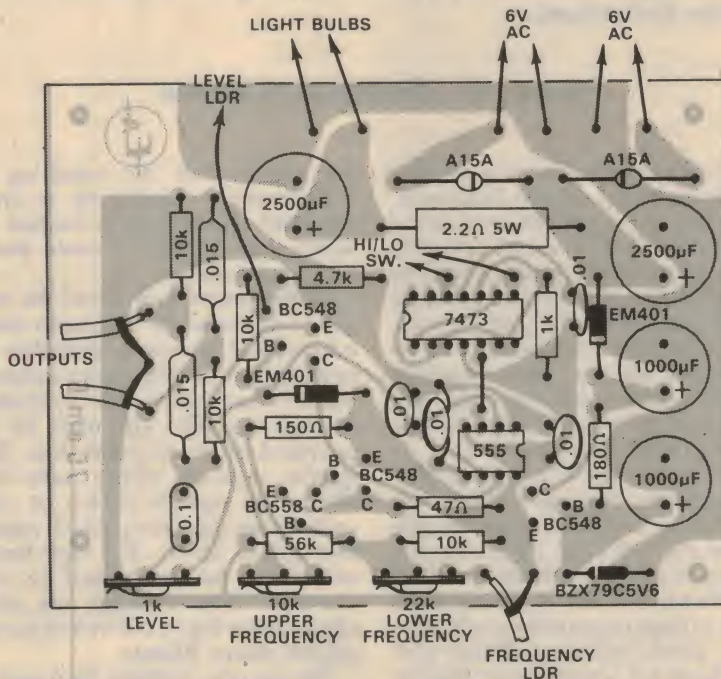 LIGHT BULBS
6V
AC
6V
AC
LEVEL
LDR
A15A
A15A
2500µF
+
2.2Ω 5W
2500µF
+
10k
.015
HI/LO
SW.
.01
4.7k
BC548
E
B
C
10k
7473
1k
EM401
OUTPUTS
EM401
1000µF
+
.015
10k
150Ω
.01
.01
555
.01
180Ω
B
E
BC548
C
E
BC558
C
B
C
B
BC548
E
1000µF
+
0.1
47Ω
56k
10k
BZX79C5V6
1k
LEVEL
10k
UPPER
FREQUENCY
22k
LOWER
FREQUENCY
FREQUENCY
LDR